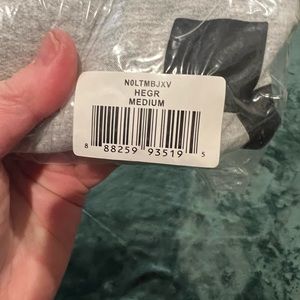 N0LTMBJXV
HEGR
MEDIUM
8 88259 93519 5